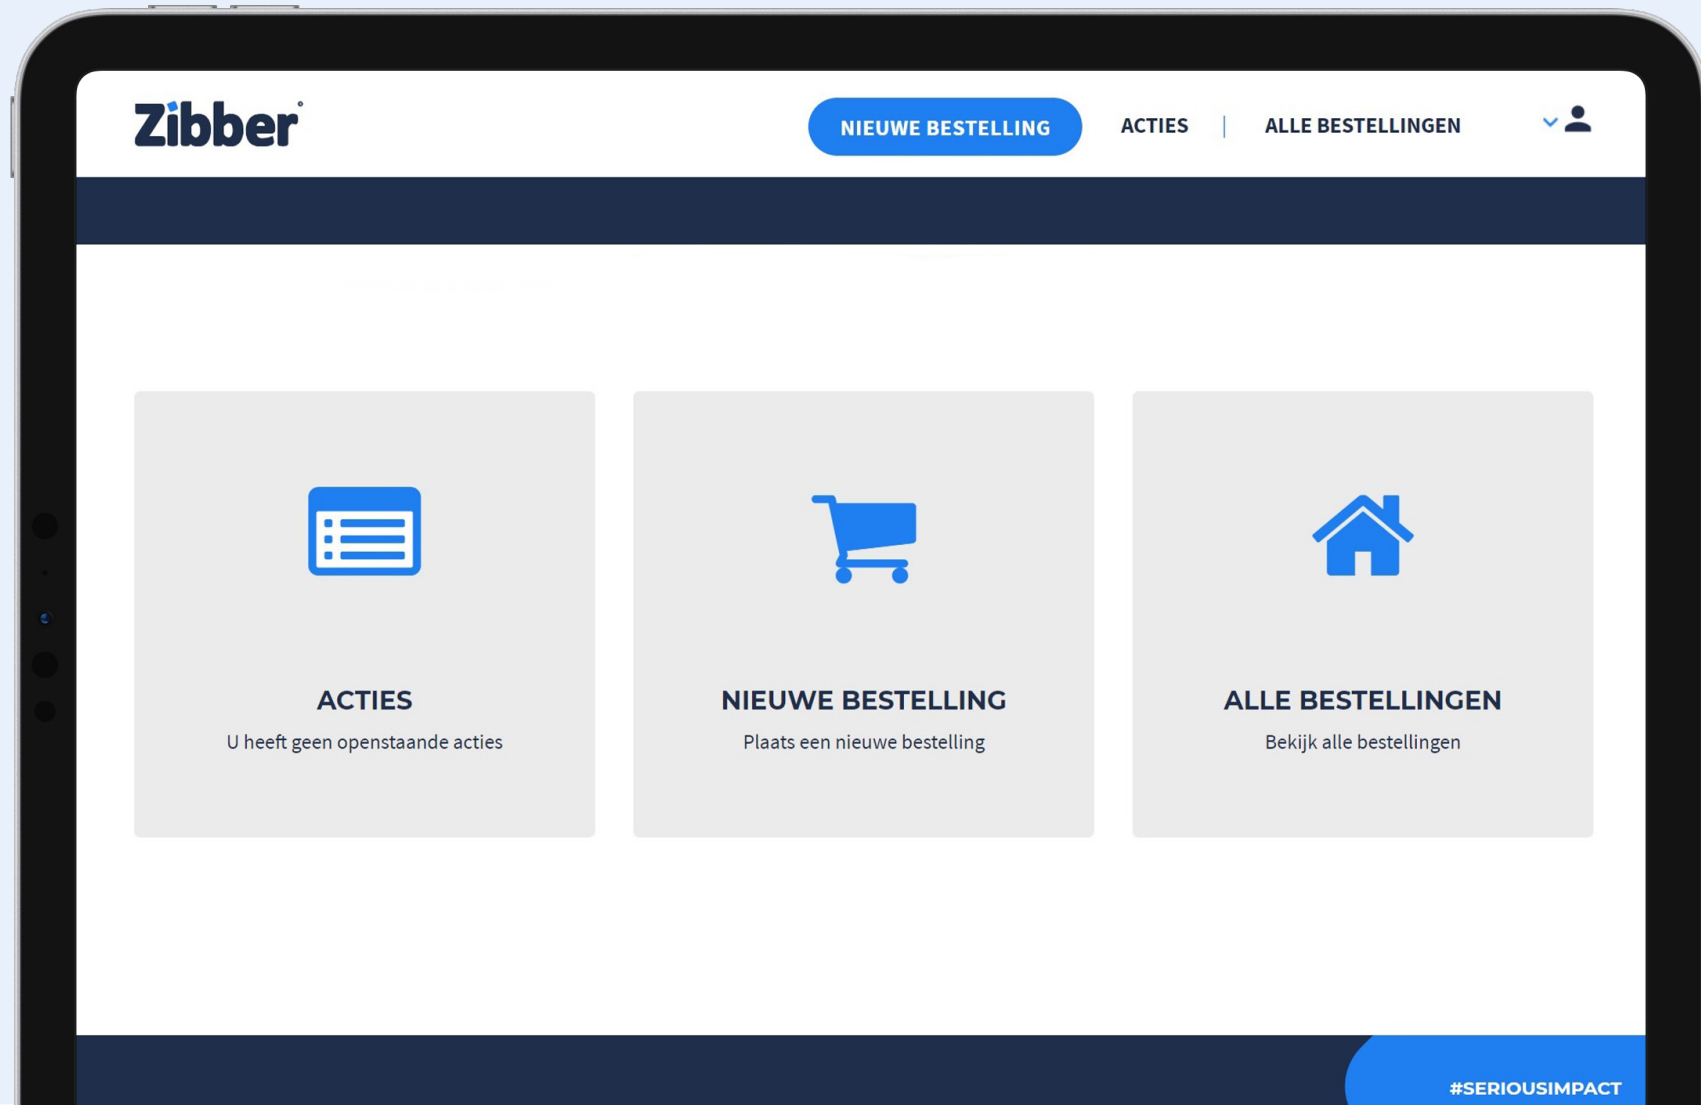 Zibber
NIEUWE BESTELLING
ACTIES
ALLE BESTELLINGEN
ACTIES
U heeft geen openstaande acties
NIEUWE BESTELLING
Plaats een nieuwe bestelling
ALLE BESTELLINGEN
Bekijk alle bestellingen
#SERIOUSIMPACT